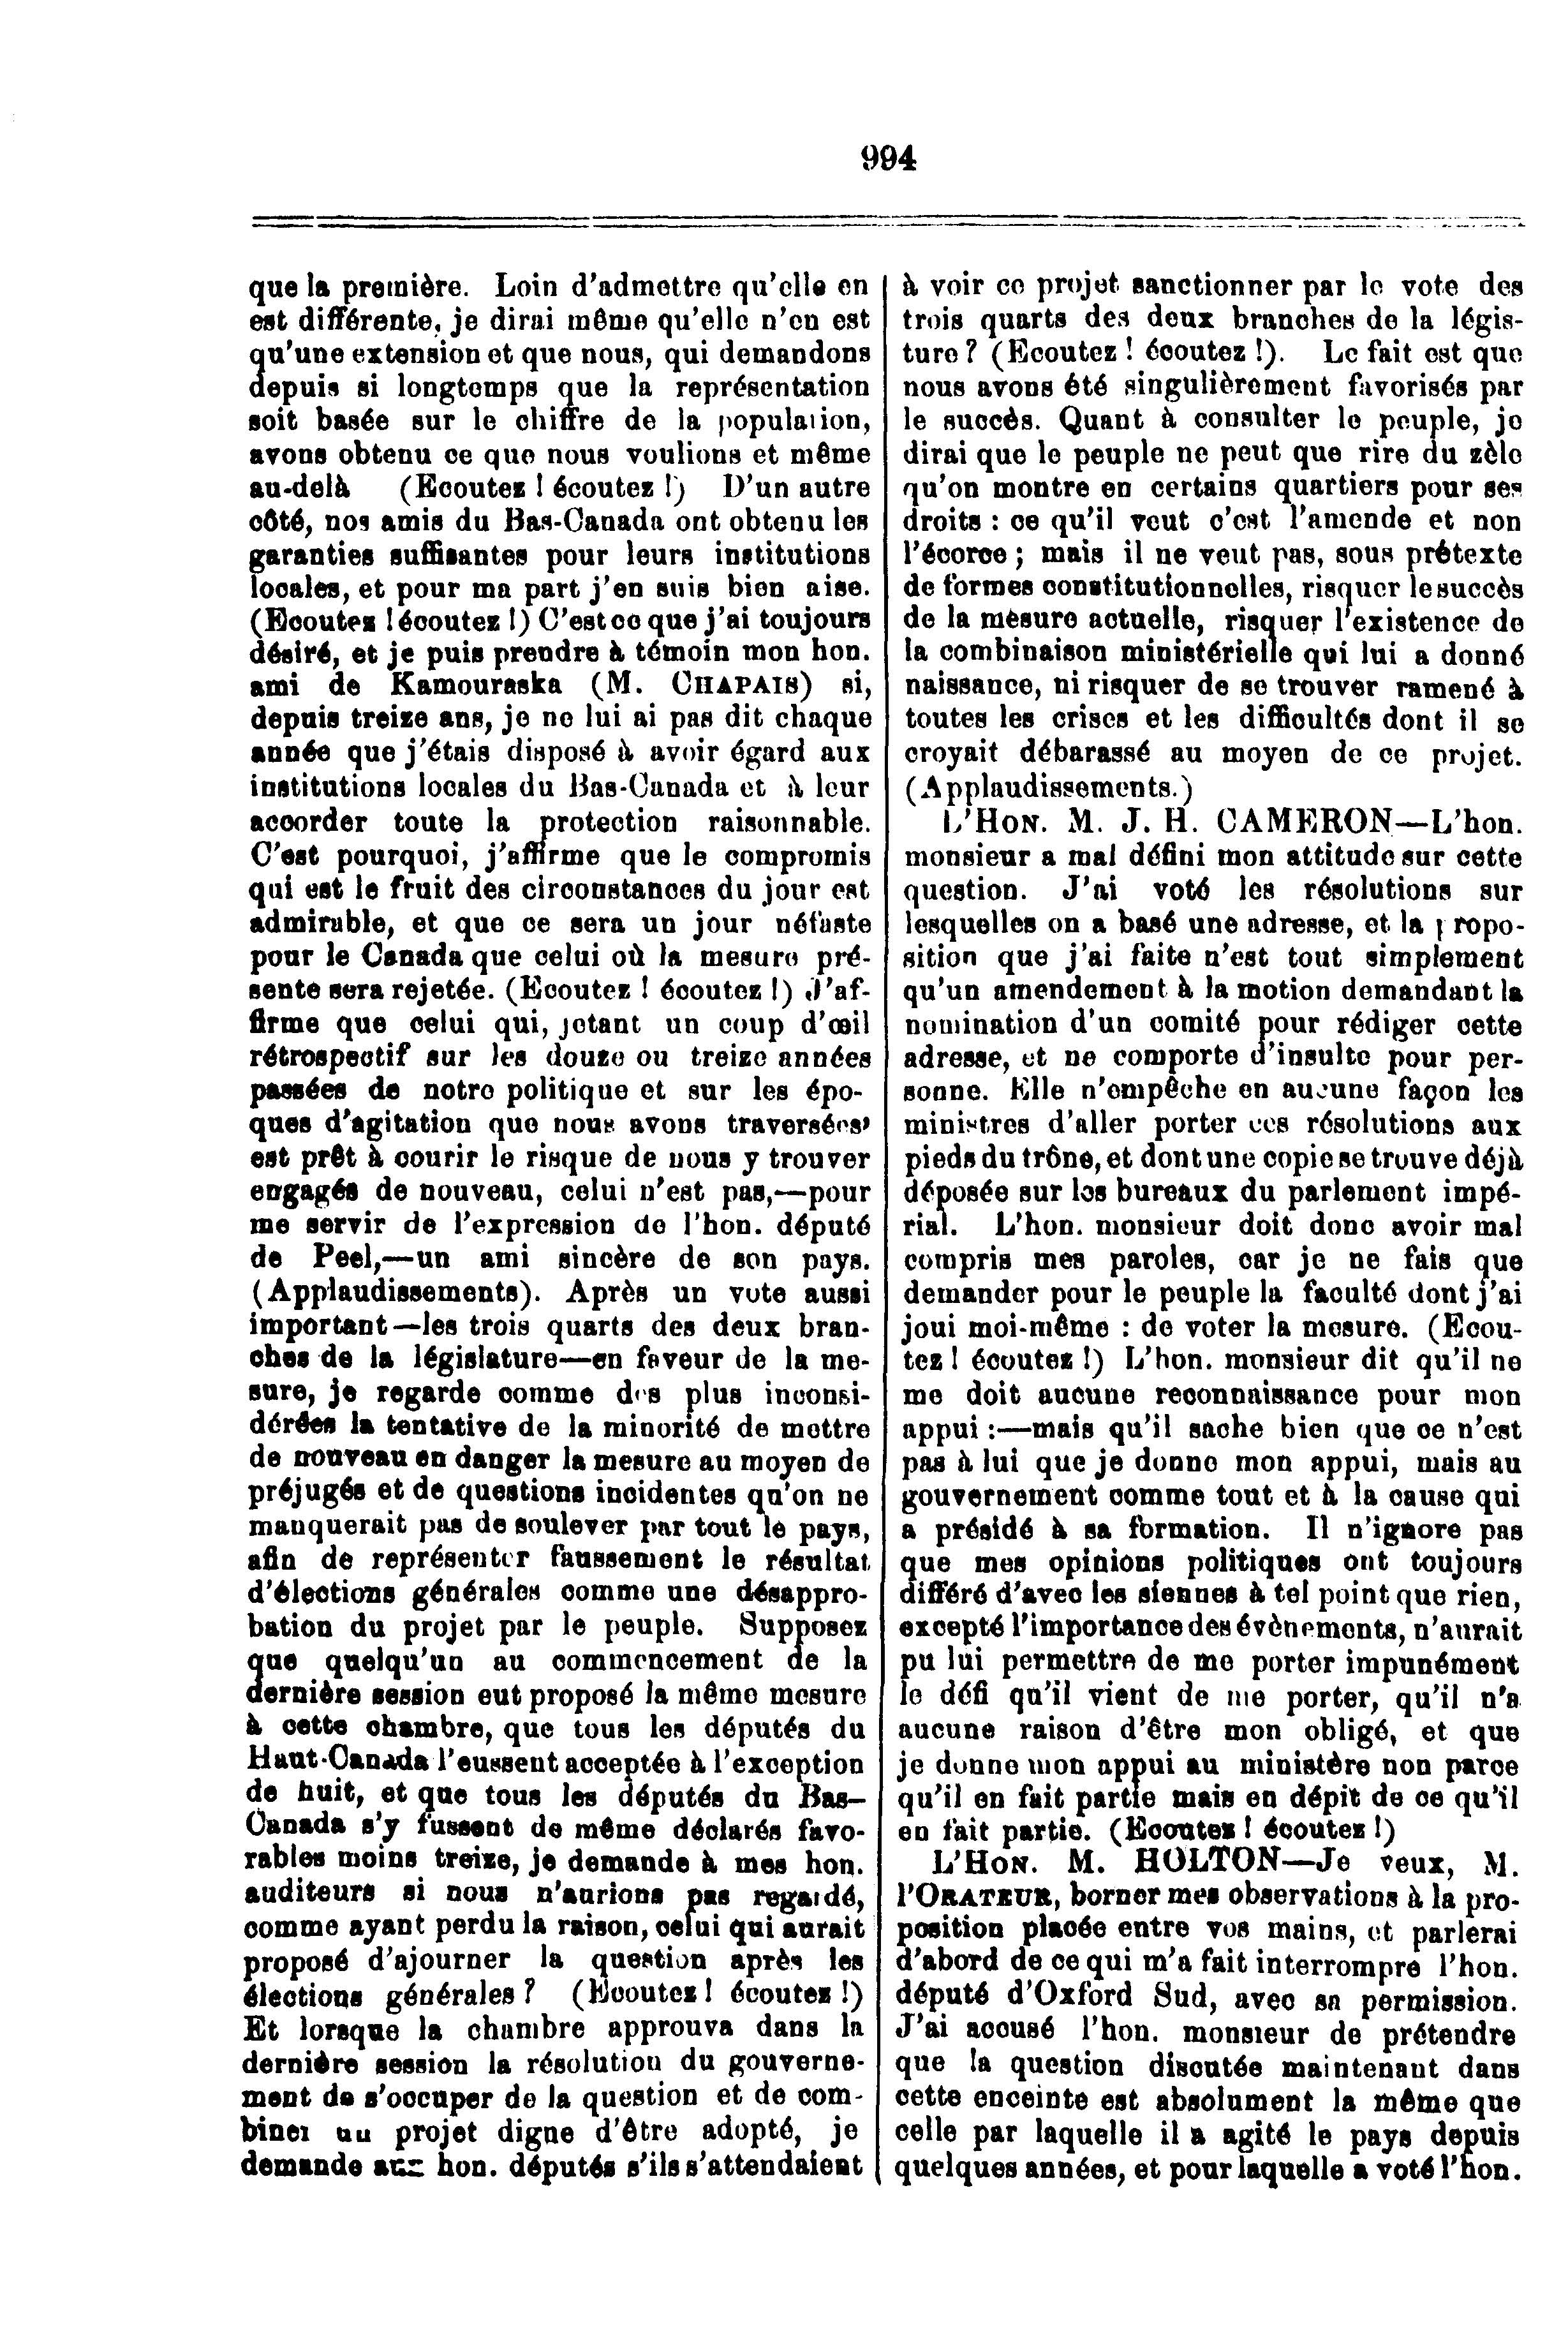 994
que la première. Loin d'admettre qu'elle en
est différente, je dirai même qu'elle n'en est
qu'une extension et que nous, qui demandons
depuis si longtemps que la représentation
soit basée sur le chiffre de la population,
avons obtenu ce que nous voulions et même
au-delà (Ecoutez ! écoutez !) D'un autre
côté, nos amis du Bas-Canada ont obtenu les
garanties suffisantes pour leurs institutions
locales, et pour ma part j'en suis bien aise.
(Ecoutez ! écoutez !) C'est ce que j'ai toujours
désiré, et je puis prendre à témoin mon hon.
ami de Kamouraska (M. CHAPAIS) si,
depuis treize ans, je ne lui ai pas dit chaque
année que j'étais disposé à avoir égard aux
institutions locales du Bas-Canada et à leur
accorder toute la protection raisonnable.
C'est pourquoi, j'affirme que le compromis
qui est le fruit des circonstances du jour est
admirable, et que ce sera un jour néfaste
pour le Canada que celui où la mesure pré-
sente sera rejetée. (Ecoutez ! écoutez !) J'af-
firme que celui qui, jetant un coup d'œil
rétrospectif sur les douze ou treize années
passées de notre politique et sur les épo-
ques d'agitation que nous avons traversées'
est prêt à courir le risque de nous y trouver
engagés de nouveau, celui n'est pas,—pour
me servir de l'expression de l'hon. député
de Peel,—un ami sincère de son pays.
(Applaudissements). Après un vote aussi
important—les trois quarts des deux bran-
ches de la législature—en faveur de la me-
sure, je regarde comme des plus inconsi-
dérées la tentative de la minorité de mettre
de nouveau en danger la mesure au moyen de
préjugés et de questions incidentes qu'on ne
manquerait pas de soulever par tout le pays,
afin de représenter faussement le résultat
d'élections générales comme une désappro-
bation du projet par le peuple. Supposez
que quelqu'un au commencement de la
dernière session eut proposé la même mesure
à cette chambre, que tous les députés du
Haut-Canada l'eussent acceptée à l'exception
de huit, et que tous les députés du Bas-
Canada s'y fussent de même déclarés favo-
rables moins treize, je demande à mes hon.
auditeurs si nous n'aurions pas regardé,
comme ayant perdu la raison, celui qui aurait
proposé d'ajourner la question après les
élections générales ? (Ecoutez ! écoutez !)
Et lorsque la chambre approuva dans la
dernière session la résolution du gouverne-
ment de s'occuper de la question et de com-
biner un projet digne d'être adopté, je
demande aux hon. députés s'ils s'attendaient
à voir ce projet sanctionner par le vote des
trois quarts des deux branches de la législa-
ture ? (Ecoutez ! écoutez !). Le fait est que
nous avons été singulièrement favorisés par
le succès. Quant à consulter le peuple, je
dirai que le peuple ne peut que rire du zèle
qu'on montre en certains quartiers pour ses
droits : ce qu'il veut c'est l'amende et non
l'écorce ; mais il ne veut pas, sous prétexte
de formes constitutionnelles, risquer le succès
de la mesure actuelle, risquer l'existence de
la combinaison ministérielle qui lui a donné
naissance, ni risquer de se trouver ramené à
toutes les crises et les difficultés dont il se
croyait débarassé au moyen de ce projet.
(Applaudissements.)
L'HON. M. J. H. CAMERON—L'hon.
monsieur a mal défini mon attitude sur cette
question. J'ai voté les résolutions sur
lesquelles on a basé une adresse, et la propo-
sition que j'ai faite n'est tout simplement
qu'un amendement à la motion demandant la
nomination d'un comité pour rédiger cette
adresse, et ne comporte d'insulte pour per-
sonne. Elle n'empêche en aucune façon les
ministres d'aller porter ces résolutions aux
pieds du trône, et dont une copie se trouve déjà
déposée sur les bureaux du parlement impé-
rial. L'hon. monsieur doit donc avoir mal
compris mes paroles, car je ne fais que
demander pour le peuple la faculté dont j'ai
joui moi-même : de voter la mesure. (Ecou-
tez ! écoutez !) L'hon. monsieur dit qu'il ne
me doit aucune reconnaissance pour mon
appui :—mais qu'il sache bien que ce n'est
pas à lui que je donne mon appui, mais au
gouvernement comme tout et à la cause qui
a présidé à sa formation. Il n'ignore pas
que mes opinions politiques ont toujours
différé d'avec les siennes à tel point que rien,
excepté l'importance des évènements, n'aurait
pu lui permettre de me porter impunément
le défi qu'il vient de me porter, qu'il n'a
aucune raison d'être mon obligé, et que
je donne mon appui au ministère non parce
qu'il en fait partie mais en dépit de ce qu'il
en fait partie. (Ecoutez ! écoutez !)
L'HON. M. HOLTON—Je veux, M.
l'ORATEUR, borner mes observations à la pro-
position placée entre vos mains, et parlerai
d'abord de ce qui m'a fait interrompre l'hon.
député d'Oxford Sud, avec sa permission.
J'ai accusé l'hon. monsieur de prétendre
que la question discutée maintenant dans
cette enceinte est absolument la même que
celle par laquelle il a agité le pays depuis
quelques années, et pour laquelle a voté l'hon.